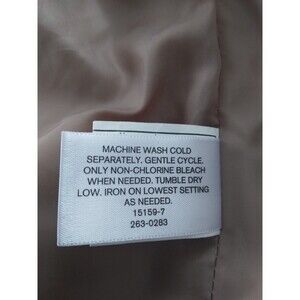 MACHINE WASH COLD
SEPARATELY. GENTLE CYCLE.
ONLY NON-CHLORINE BLEACH
WHEN NEEDED. TUMBLE DRY
LOW. IRON ON LOWEST SETTING
AS NEEDED.
15159-7
263-0283